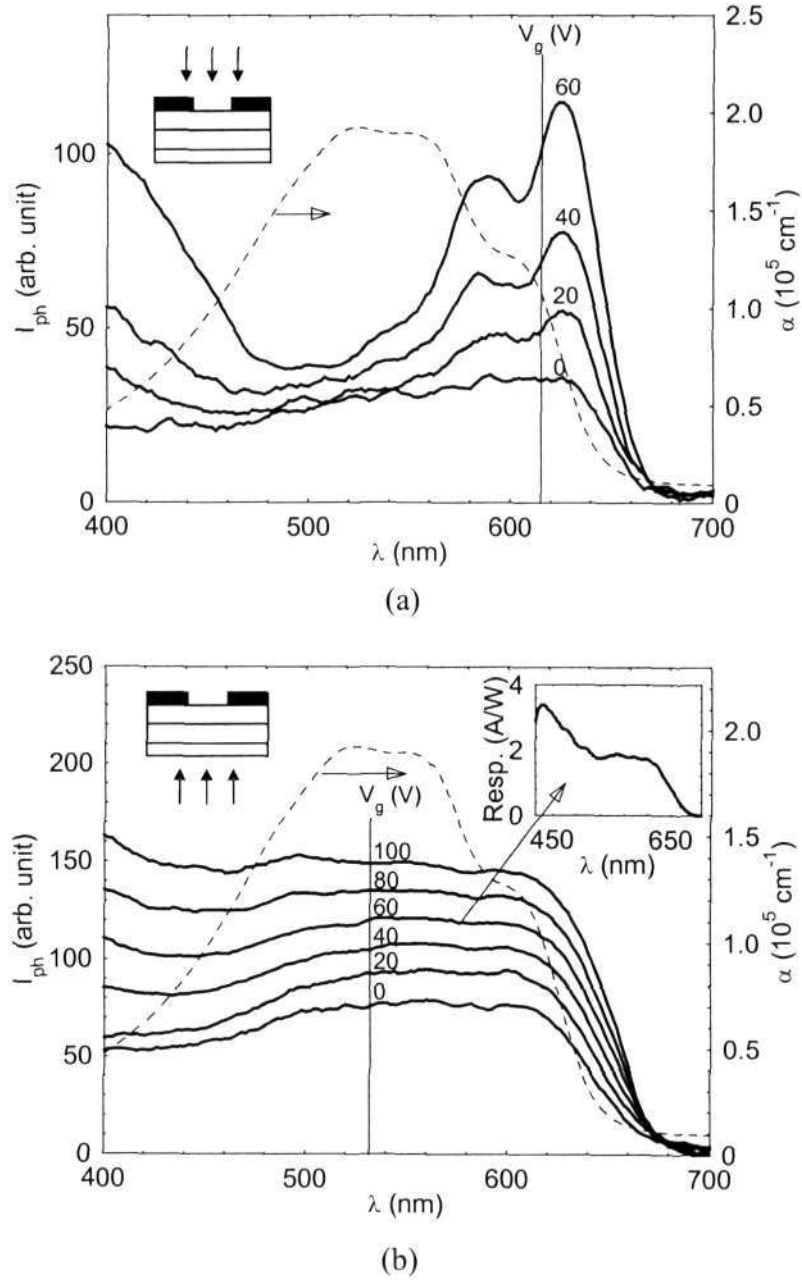 V_g (V)
60
40
20
0
100
50
0
I_ph (arb. unit)
2.5
2.0
1.5
1.0
0.5
0
α (10^5 cm^-1)
400 500 600 700
λ (nm)
(a)
250
200
150
100
50
0
I_ph (arb. unit)
V_g (V)
100
80
60
40
20
0
Resp. (A/W)
4
2
0
450 650
λ (nm)
2.0
1.5
1.0
0.5
0
α (10^5 cm^-1)
400 500 600 700
λ (nm)
(b)